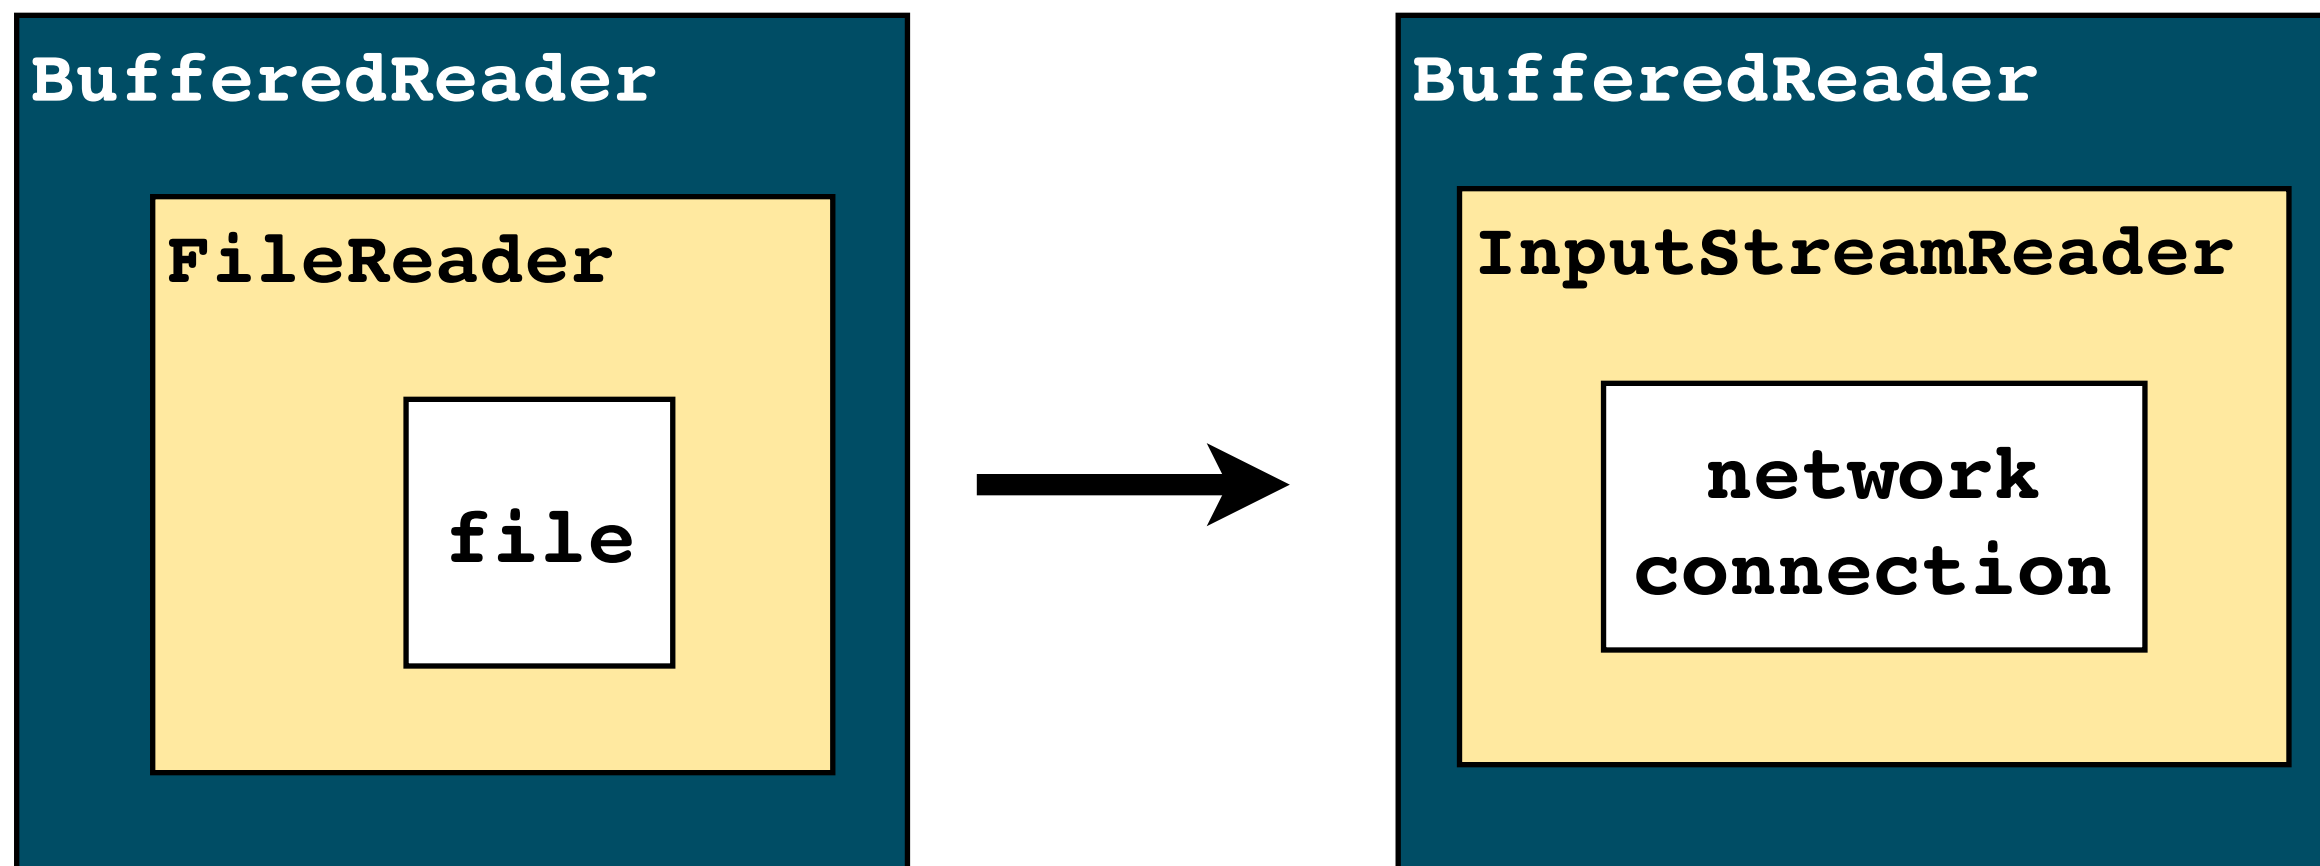 BufferedReader
FileReader
file
BufferedReader
InputStreamReader
network
connection